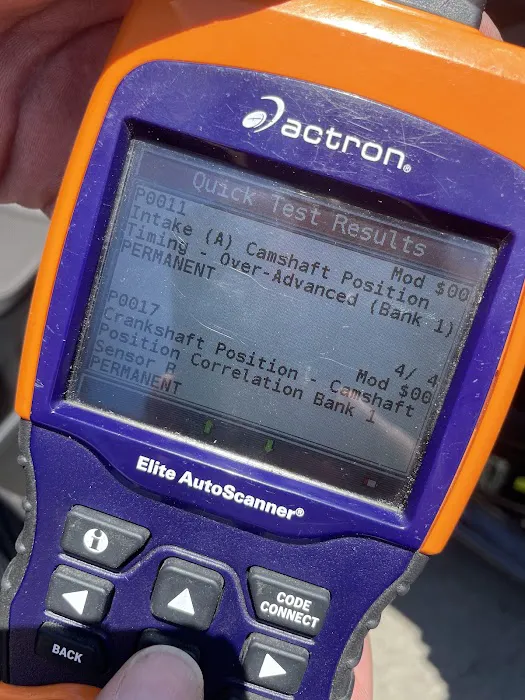 actron®
Quick Test Results
P0011 Mod $00
Intake (A) Camshaft Position
Timing - Over-Advanced (Bank 1)
PERMANENT
4/ 4
P0017 Mod $00
Crankshaft Position - Camshaft
Position Correlation Bank 1
Sensor B
PERMANENT
Elite AutoScanner®
i
CODE
CONNECT
BACK